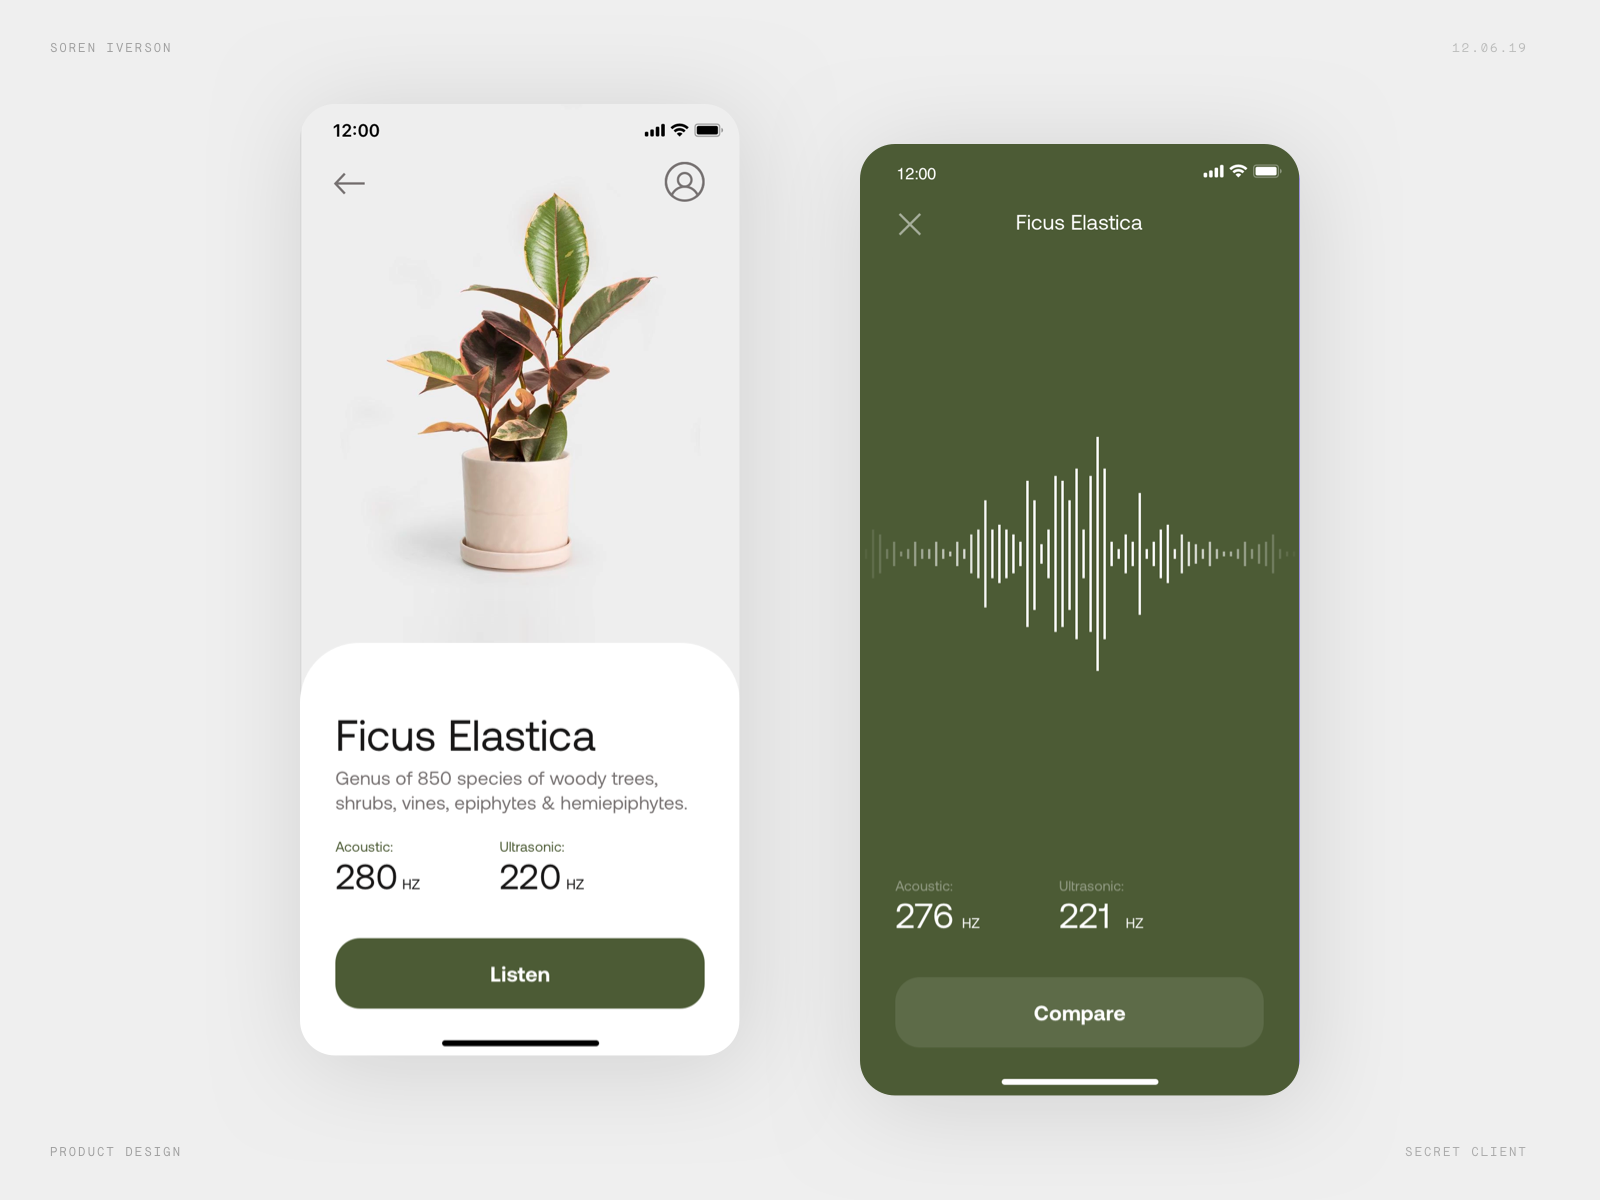 SOREN IVERSON
12.06.19
12:00
Ficus Elastica
Genus of 850 species of woody trees,
shrubs, vines, epiphytes & hemiepiphytes.
Acoustic:
Ultrasonic:
280 HZ
220 HZ
Listen
12:00
Ficus Elastica
Acoustic:
Ultrasonic:
276 HZ
221 HZ
Compare
PRODUCT DESIGN
SECRET CLIENT